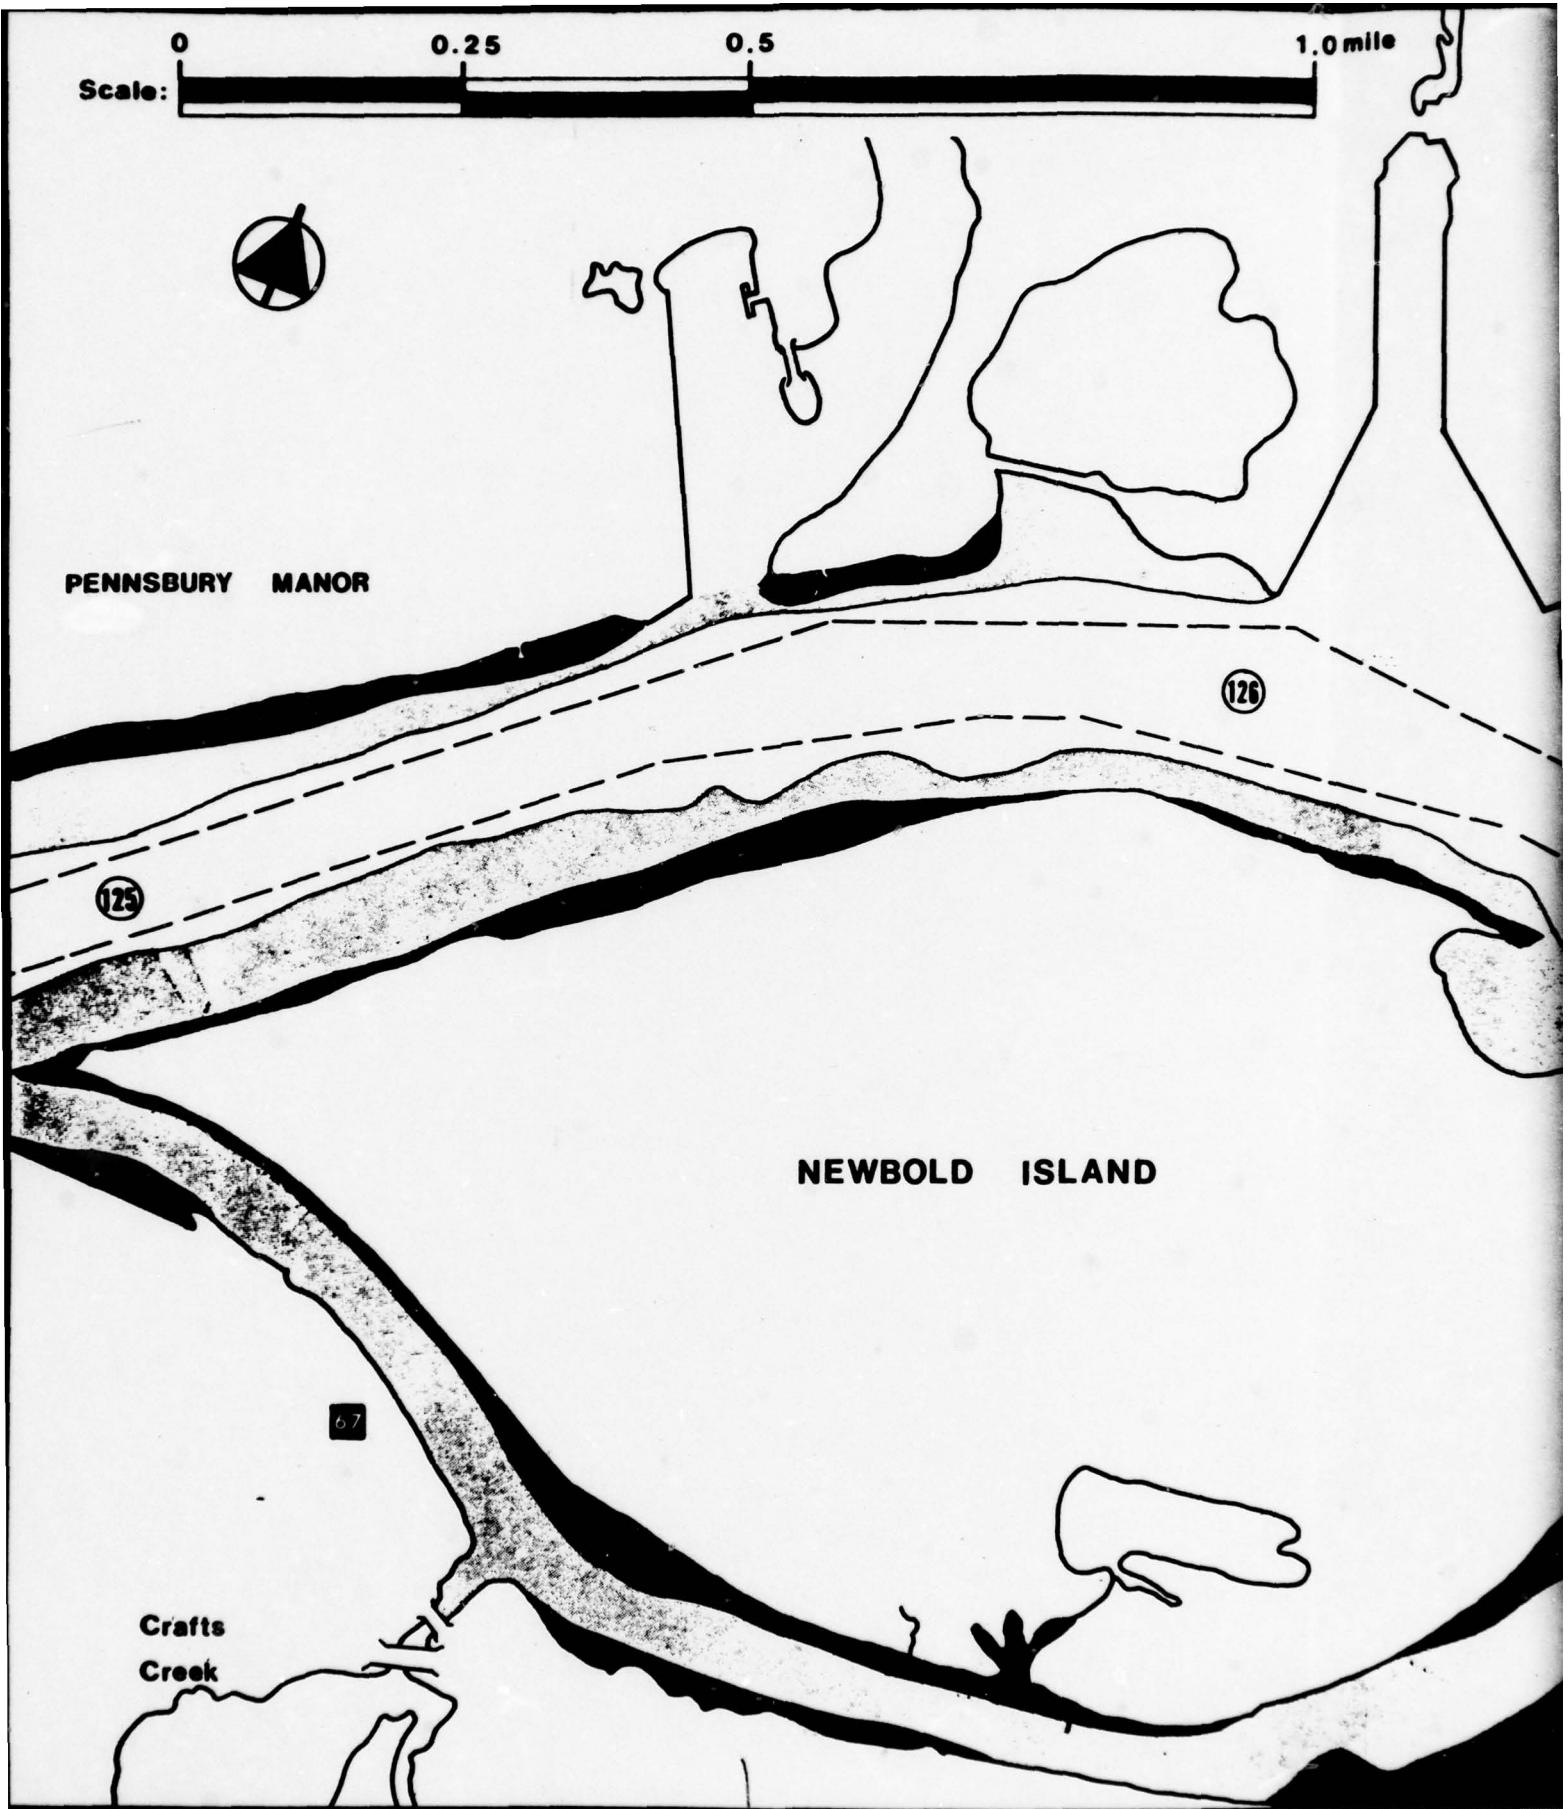 0 0.25 0.5 1.0 mile
Scale:
PENNSBURY MANOR
126
125
NEWBOLD ISLAND
67
Crafts
Creek